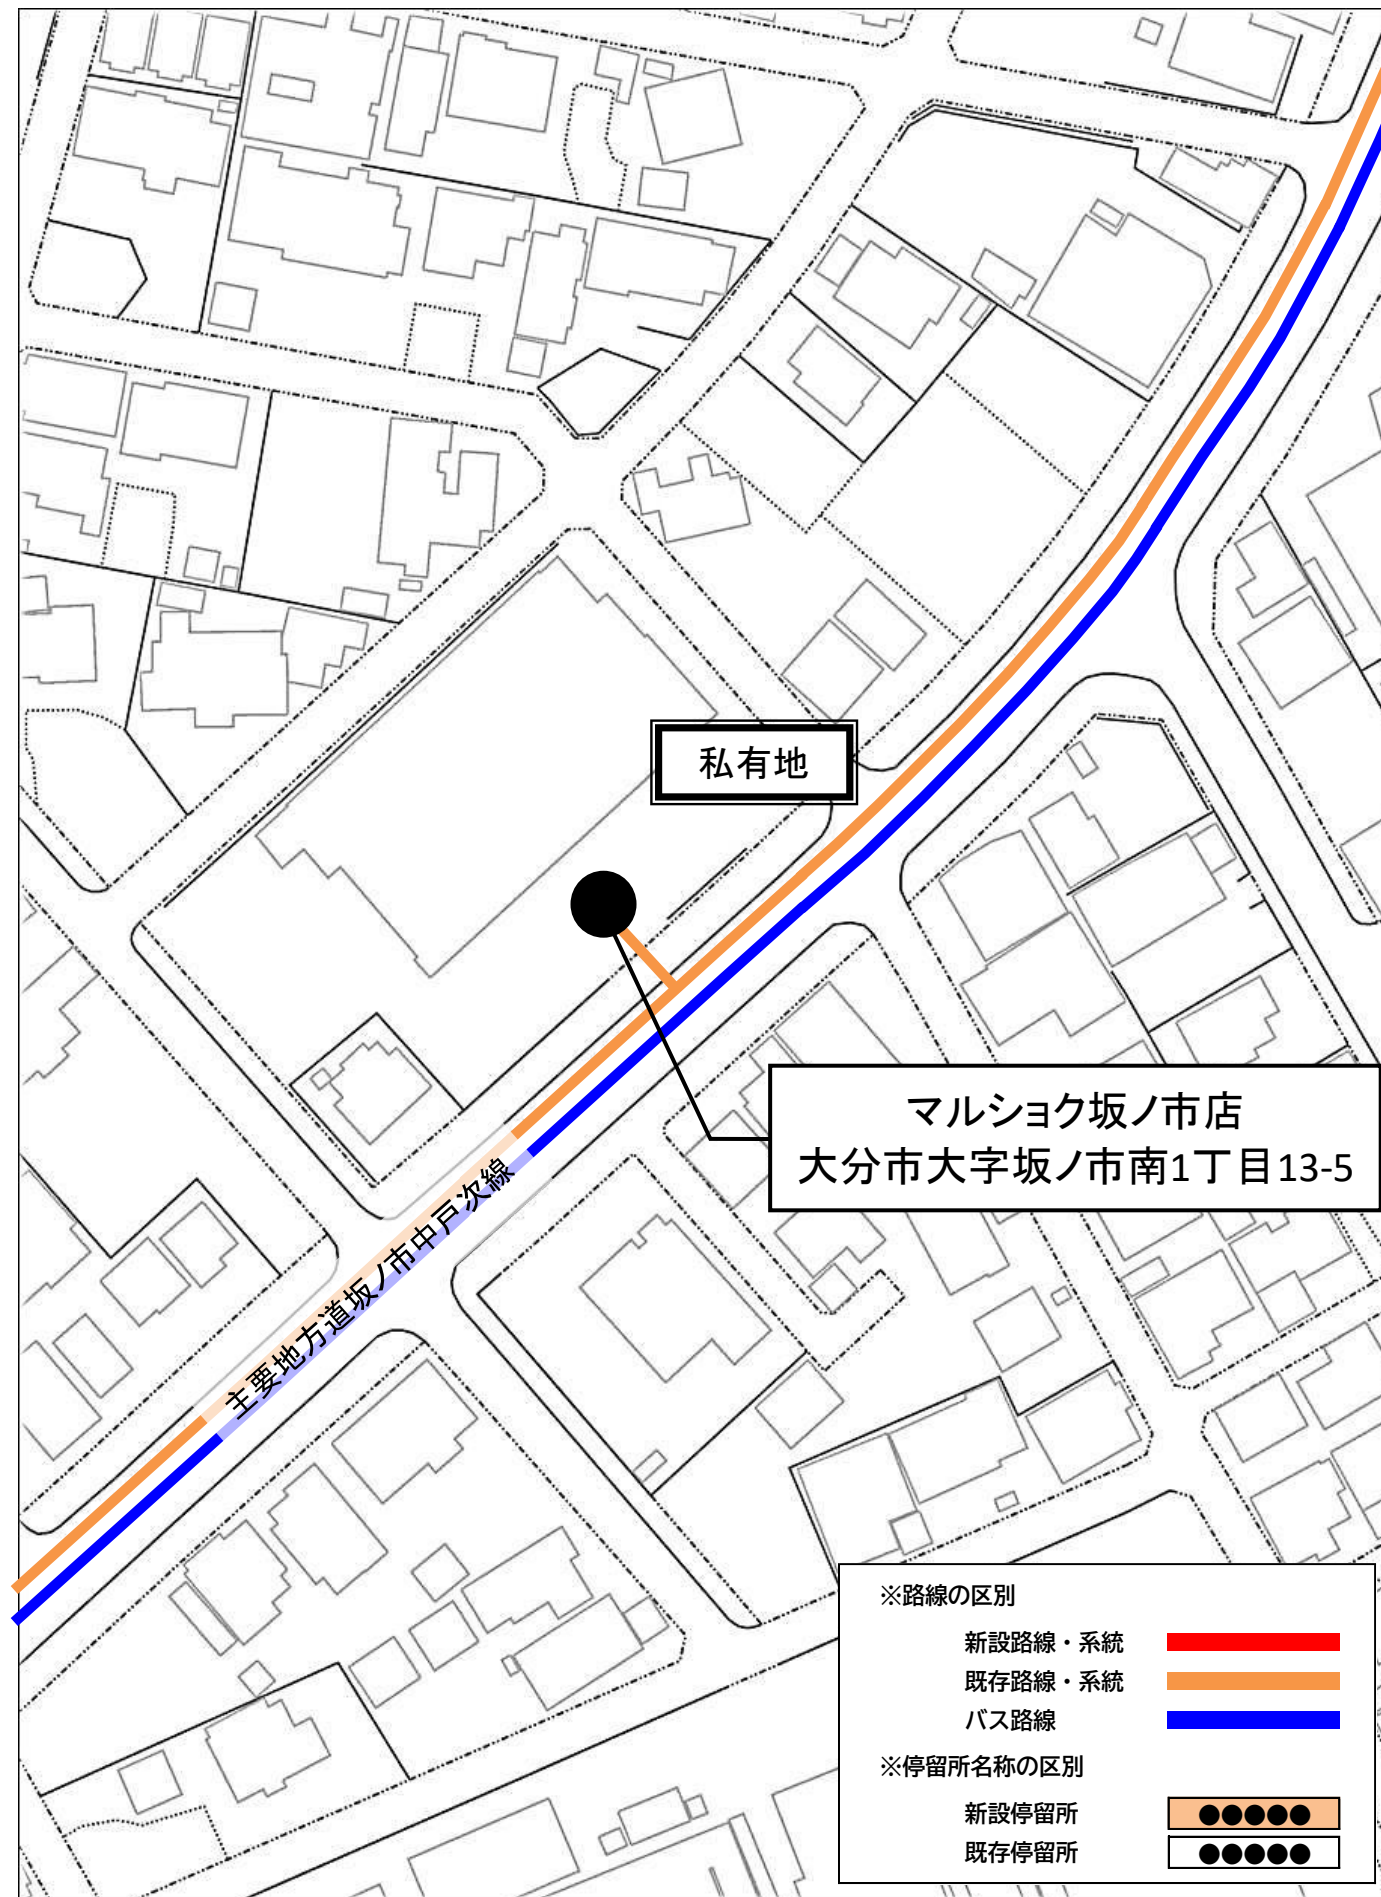 私有地
マルショク坂ノ市店
大分市大字坂ノ市南1丁目13-5
主要地方道坂ノ市中戸次線
※路線の区別
新設路線・系統
既存路線・系統
バス路線
※停留所名称の区別
新設停留所 ●●●●●
既存停留所 ●●●●●